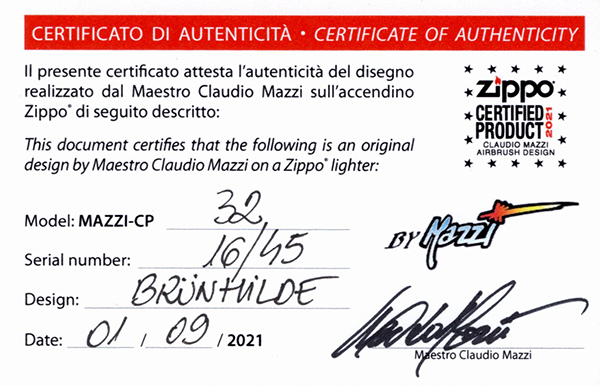 CERTIFICATO DI AUTENTICITÀ • CERTIFICATE OF AUTHENTICITY
Il presente certificato attesta l'autenticità del disegno
realizzato dal Maestro Claudio Mazzi sull'accendino
Zippo® di seguito descritto:
zippo®
CERTIFIED
PRODUCT 2021
CLAUDIO MAZZI
AIRBRUSH DESIGN
This document certifies that the following is an original
design by Maestro Claudio Mazzi on a Zippo® lighter:
Model: MAZZI-CP 32
Serial number: 16/45
BY Mazzi
Design: BRÜNHILDE
Date: 01 / 09 / 2021
Maestro Claudio Mazzi